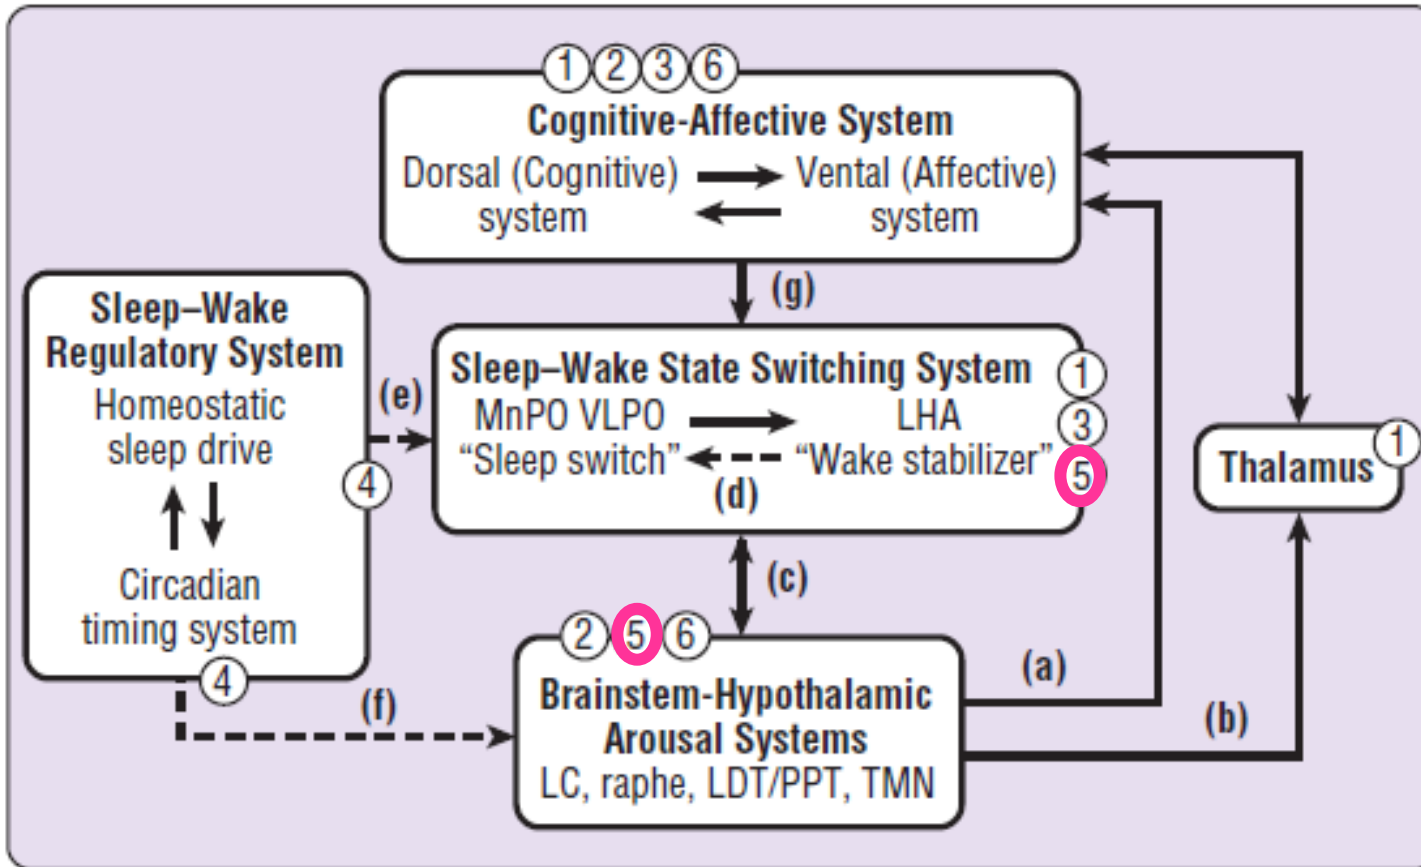 1 2 3 6
Cognitive-Affective System
Dorsal (Cognitive) Vental (Affective)
system system
(g)
Sleep–Wake
Regulatory System
Homeostatic
sleep drive
Circadian
timing system
4
4
(e)
(f)
Sleep–Wake State Switching System
MnPO VLPO LHA
“Sleep switch” “Wake stabilizer”
(d)
1
3
5
(c)
2 5 6
Brainstem-Hypothalamic
Arousal Systems
LC, raphe, LDT/PPT, TMN
(a)
(b)
Thalamus
1